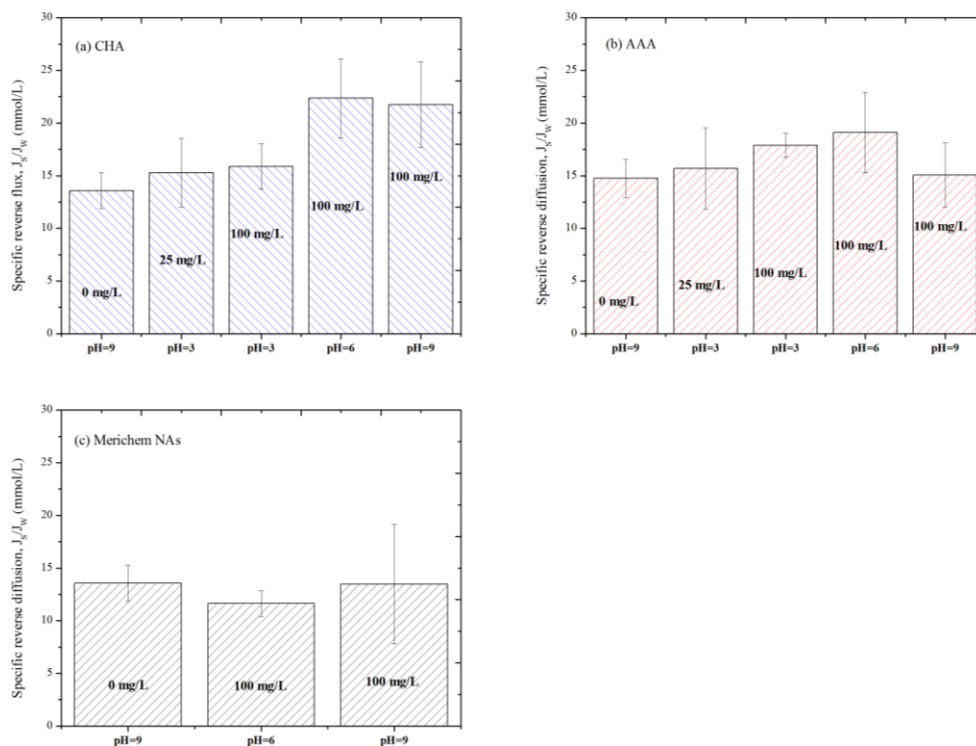 (a) CHA
Specific reverse flux, J_S/J_W (mmol/L)
30
25
20
15
10
5
0
0 mg/L
25 mg/L
100 mg/L
100 mg/L
100 mg/L
pH=9 pH=3 pH=3 pH=6 pH=9
(b) AAA
Specific reverse diffusion, J_S/J_W (mmol/L)
30
25
20
15
10
5
0
0 mg/L
25 mg/L
100 mg/L
100 mg/L
100 mg/L
pH=9 pH=3 pH=3 pH=6 pH=9
(c) Merichem NAs
Specific reverse diffusion, J_S/J_W (mmol/L)
30
25
20
15
10
5
0
0 mg/L
100 mg/L
100 mg/L
pH=9 pH=6 pH=9